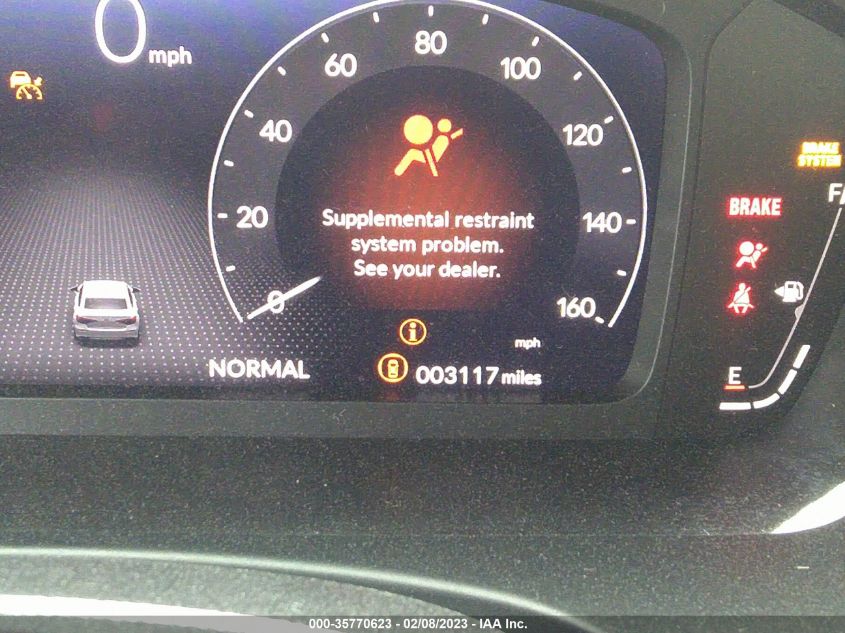 0 mph
80
60
100
40
120
BRAKE
SYSTEM
F
BRAKE
20
Supplemental restraint
140
system problem.
See your dealer.
0
160
i
mph
NORMAL
003117 miles
E
000-35770623 - 02/08/2023 - IAA Inc.